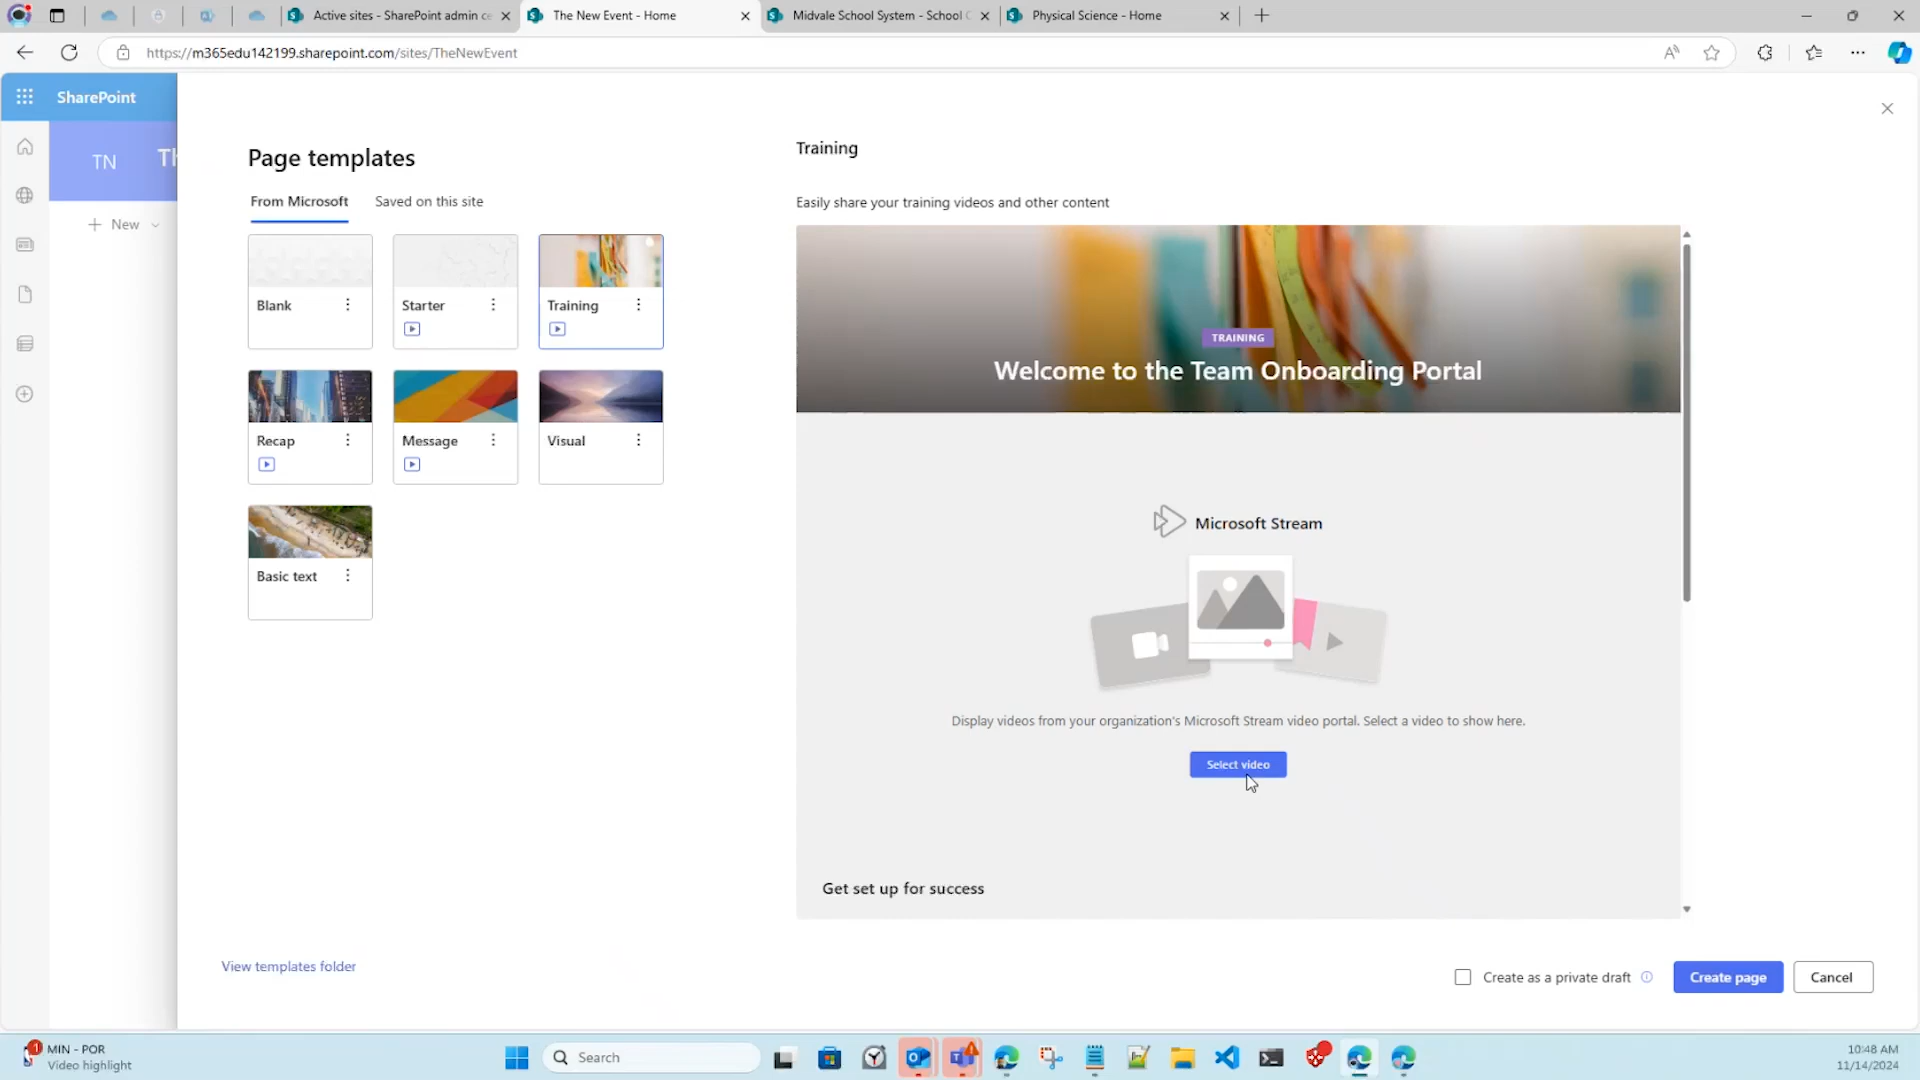 Active sites - SharePoint admin ce
The New Event - Home
Midvale School System - School C
Physical Science - Home
https://m365edu142199.sharepoint.com/sites/TheNewEvent
SharePoint
TN
Th
New
Page templates
From Microsoft
Saved on this site
Blank
Starter
Training
Recap
Message
Visual
Basic text
View templates folder
Training
Easily share your training videos and other content
TRAINING
Welcome to the Team Onboarding Portal
Microsoft Stream
Display videos from your organization's Microsoft Stream video portal. Select a video to show here.
Select video
Get set up for success
Create as a private draft
Create page
Cancel
1
MIN - POR
Video highlight
Search
10:48 AM
11/14/2024